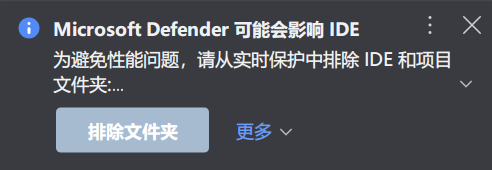 Microsoft Defender 可能会影响 IDE
为避免性能问题，请从实时保护中排除 IDE 和项目
文件夹:...
排除文件夹
更多